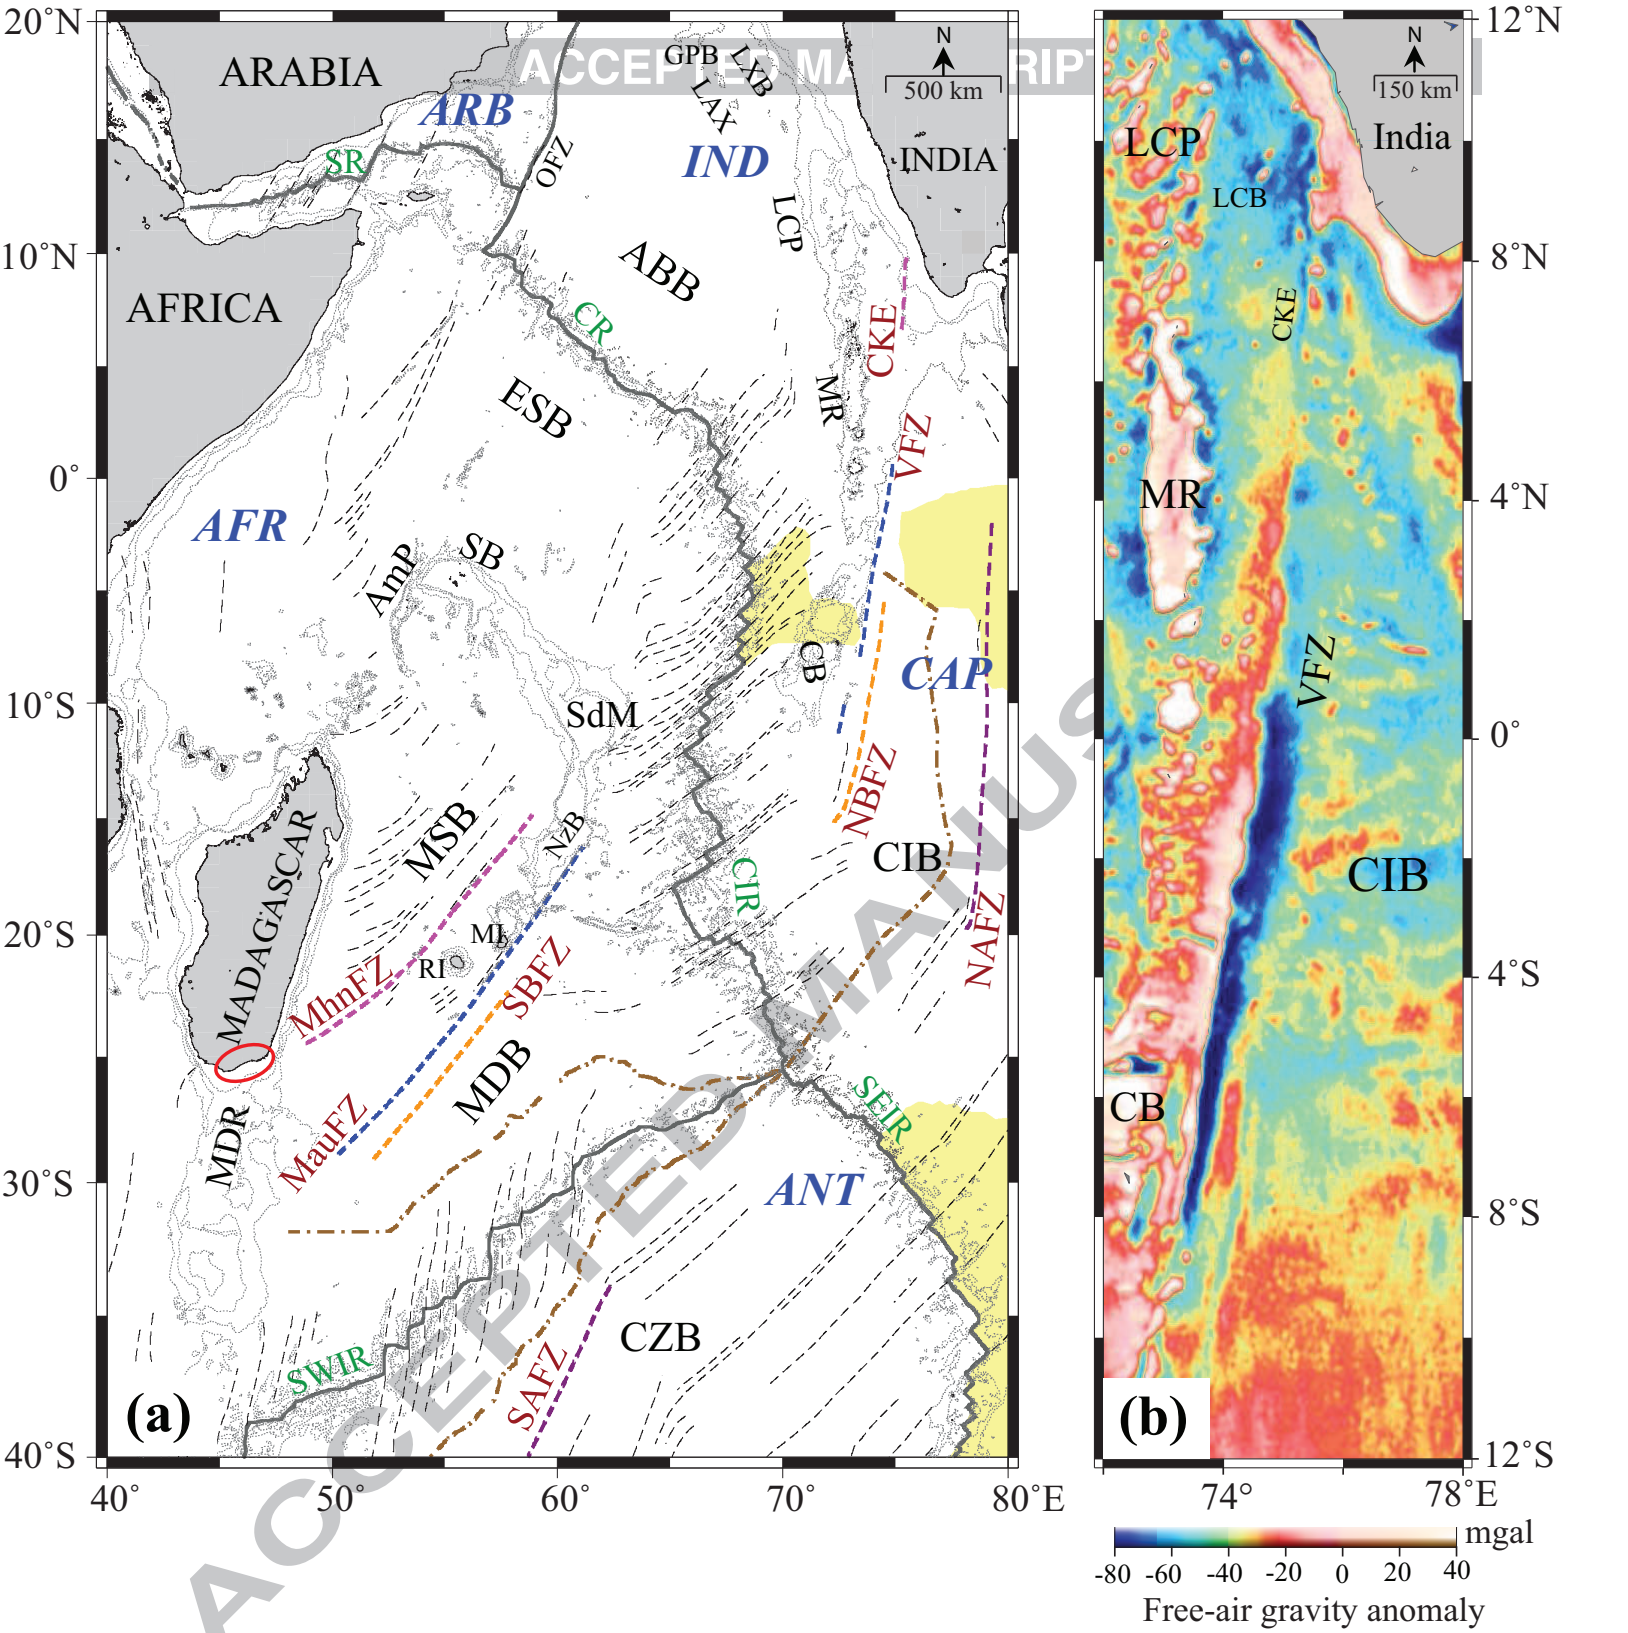 20°N
10°N
0°
10°S
20°S
30°S
40°S
40°
50°
60°
70°
80°E
ACCEPTED MANUSCRIPT
ARABIA
ARB
SR
OFZ
GPB
LXB
LAX
IND
N
500 km
INDIA
LCP
ABB
AFRICA
CR
CKE
ESB
MR
VFZ
AFR
SB
AmP
CB
CAP
SdM
NBFZ
MSB
NzB
CIB
MADAGASCAR
CIR
MI
RI
NAFZ
MhnFZ
SBFZ
MDB
MDR
MauFZ
SEIR
ANT
CZB
SWIR
SAFZ
(a)
ACCEPTED MANUS
12°N
8°N
4°N
0°
4°S
8°S
12°S
74°
78°E
N
150 km
India
LCP
LCB
CKE
MR
VFZ
CIB
CB
(b)
mgal
-80 -60 -40 -20 0 20 40
Free-air gravity anomaly